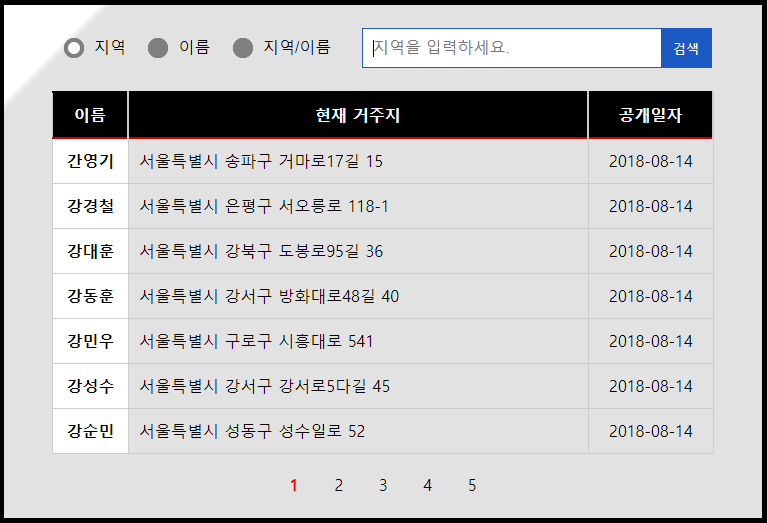 지역 이름 지역/이름 지역을 입력하세요. 검색
이름 현재 거주지 공개일자
간영기 서울특별시 송파구 거마로17길 15 2018-08-14
강경철 서울특별시 은평구 서오릉로 118-1 2018-08-14
강대훈 서울특별시 강북구 도봉로95길 36 2018-08-14
강동훈 서울특별시 강서구 방화대로48길 40 2018-08-14
강민우 서울특별시 구로구 시흥대로 541 2018-08-14
강성수 서울특별시 강서구 강서로5다길 45 2018-08-14
강순민 서울특별시 성동구 성수일로 52 2018-08-14
1 2 3 4 5